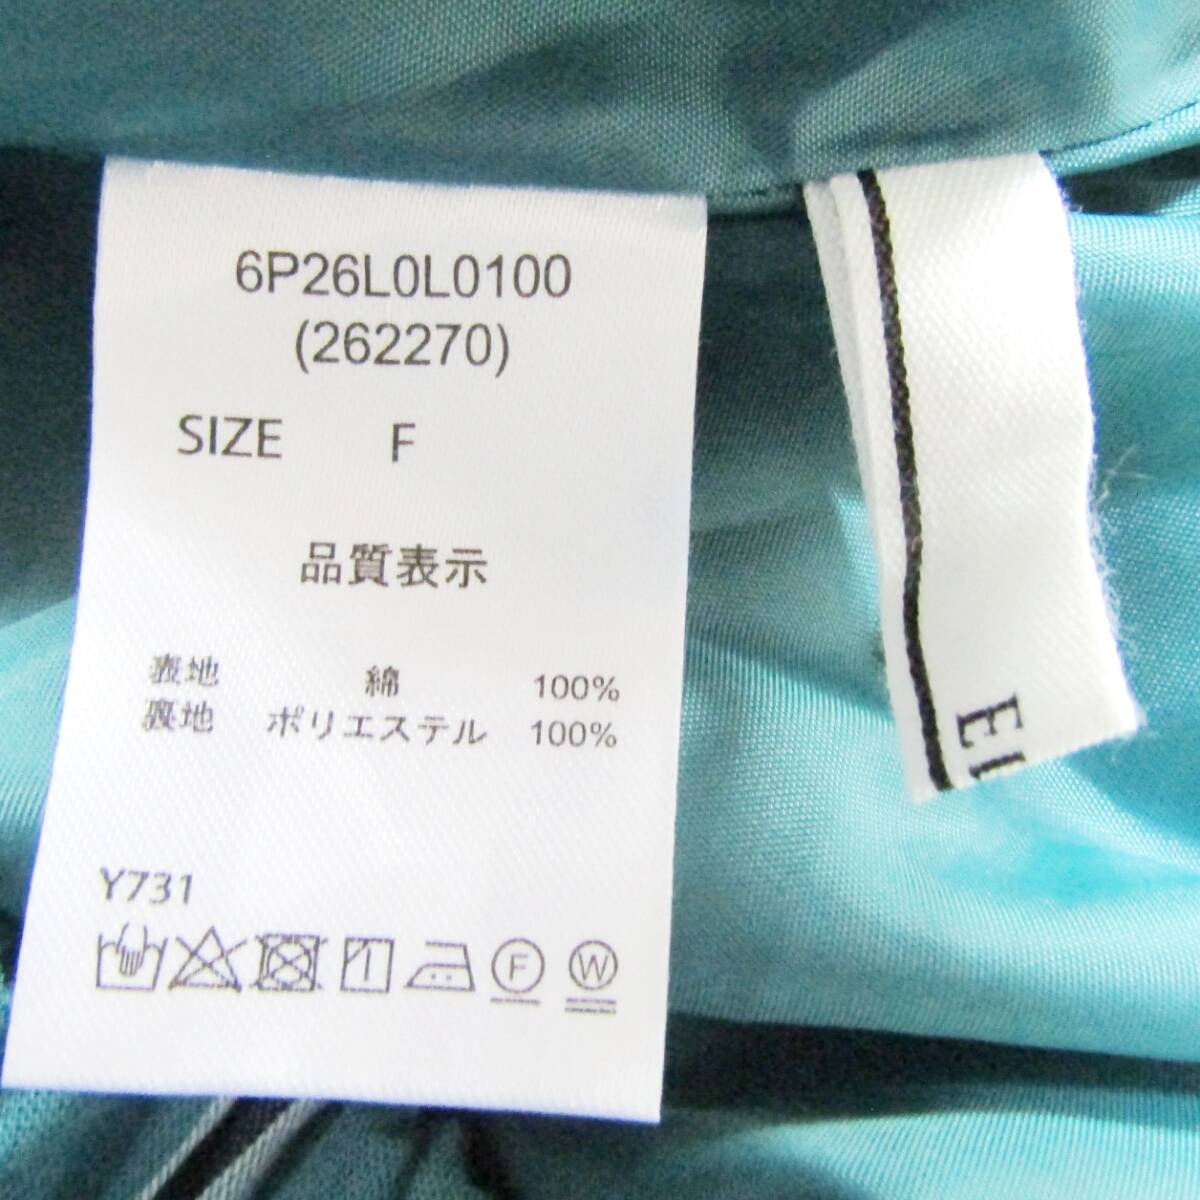 6P26L0L0100
(262270)
SIZE F
品質表示
表地 綿 100%
裏地 ポリエステル 100%
Y731
F W